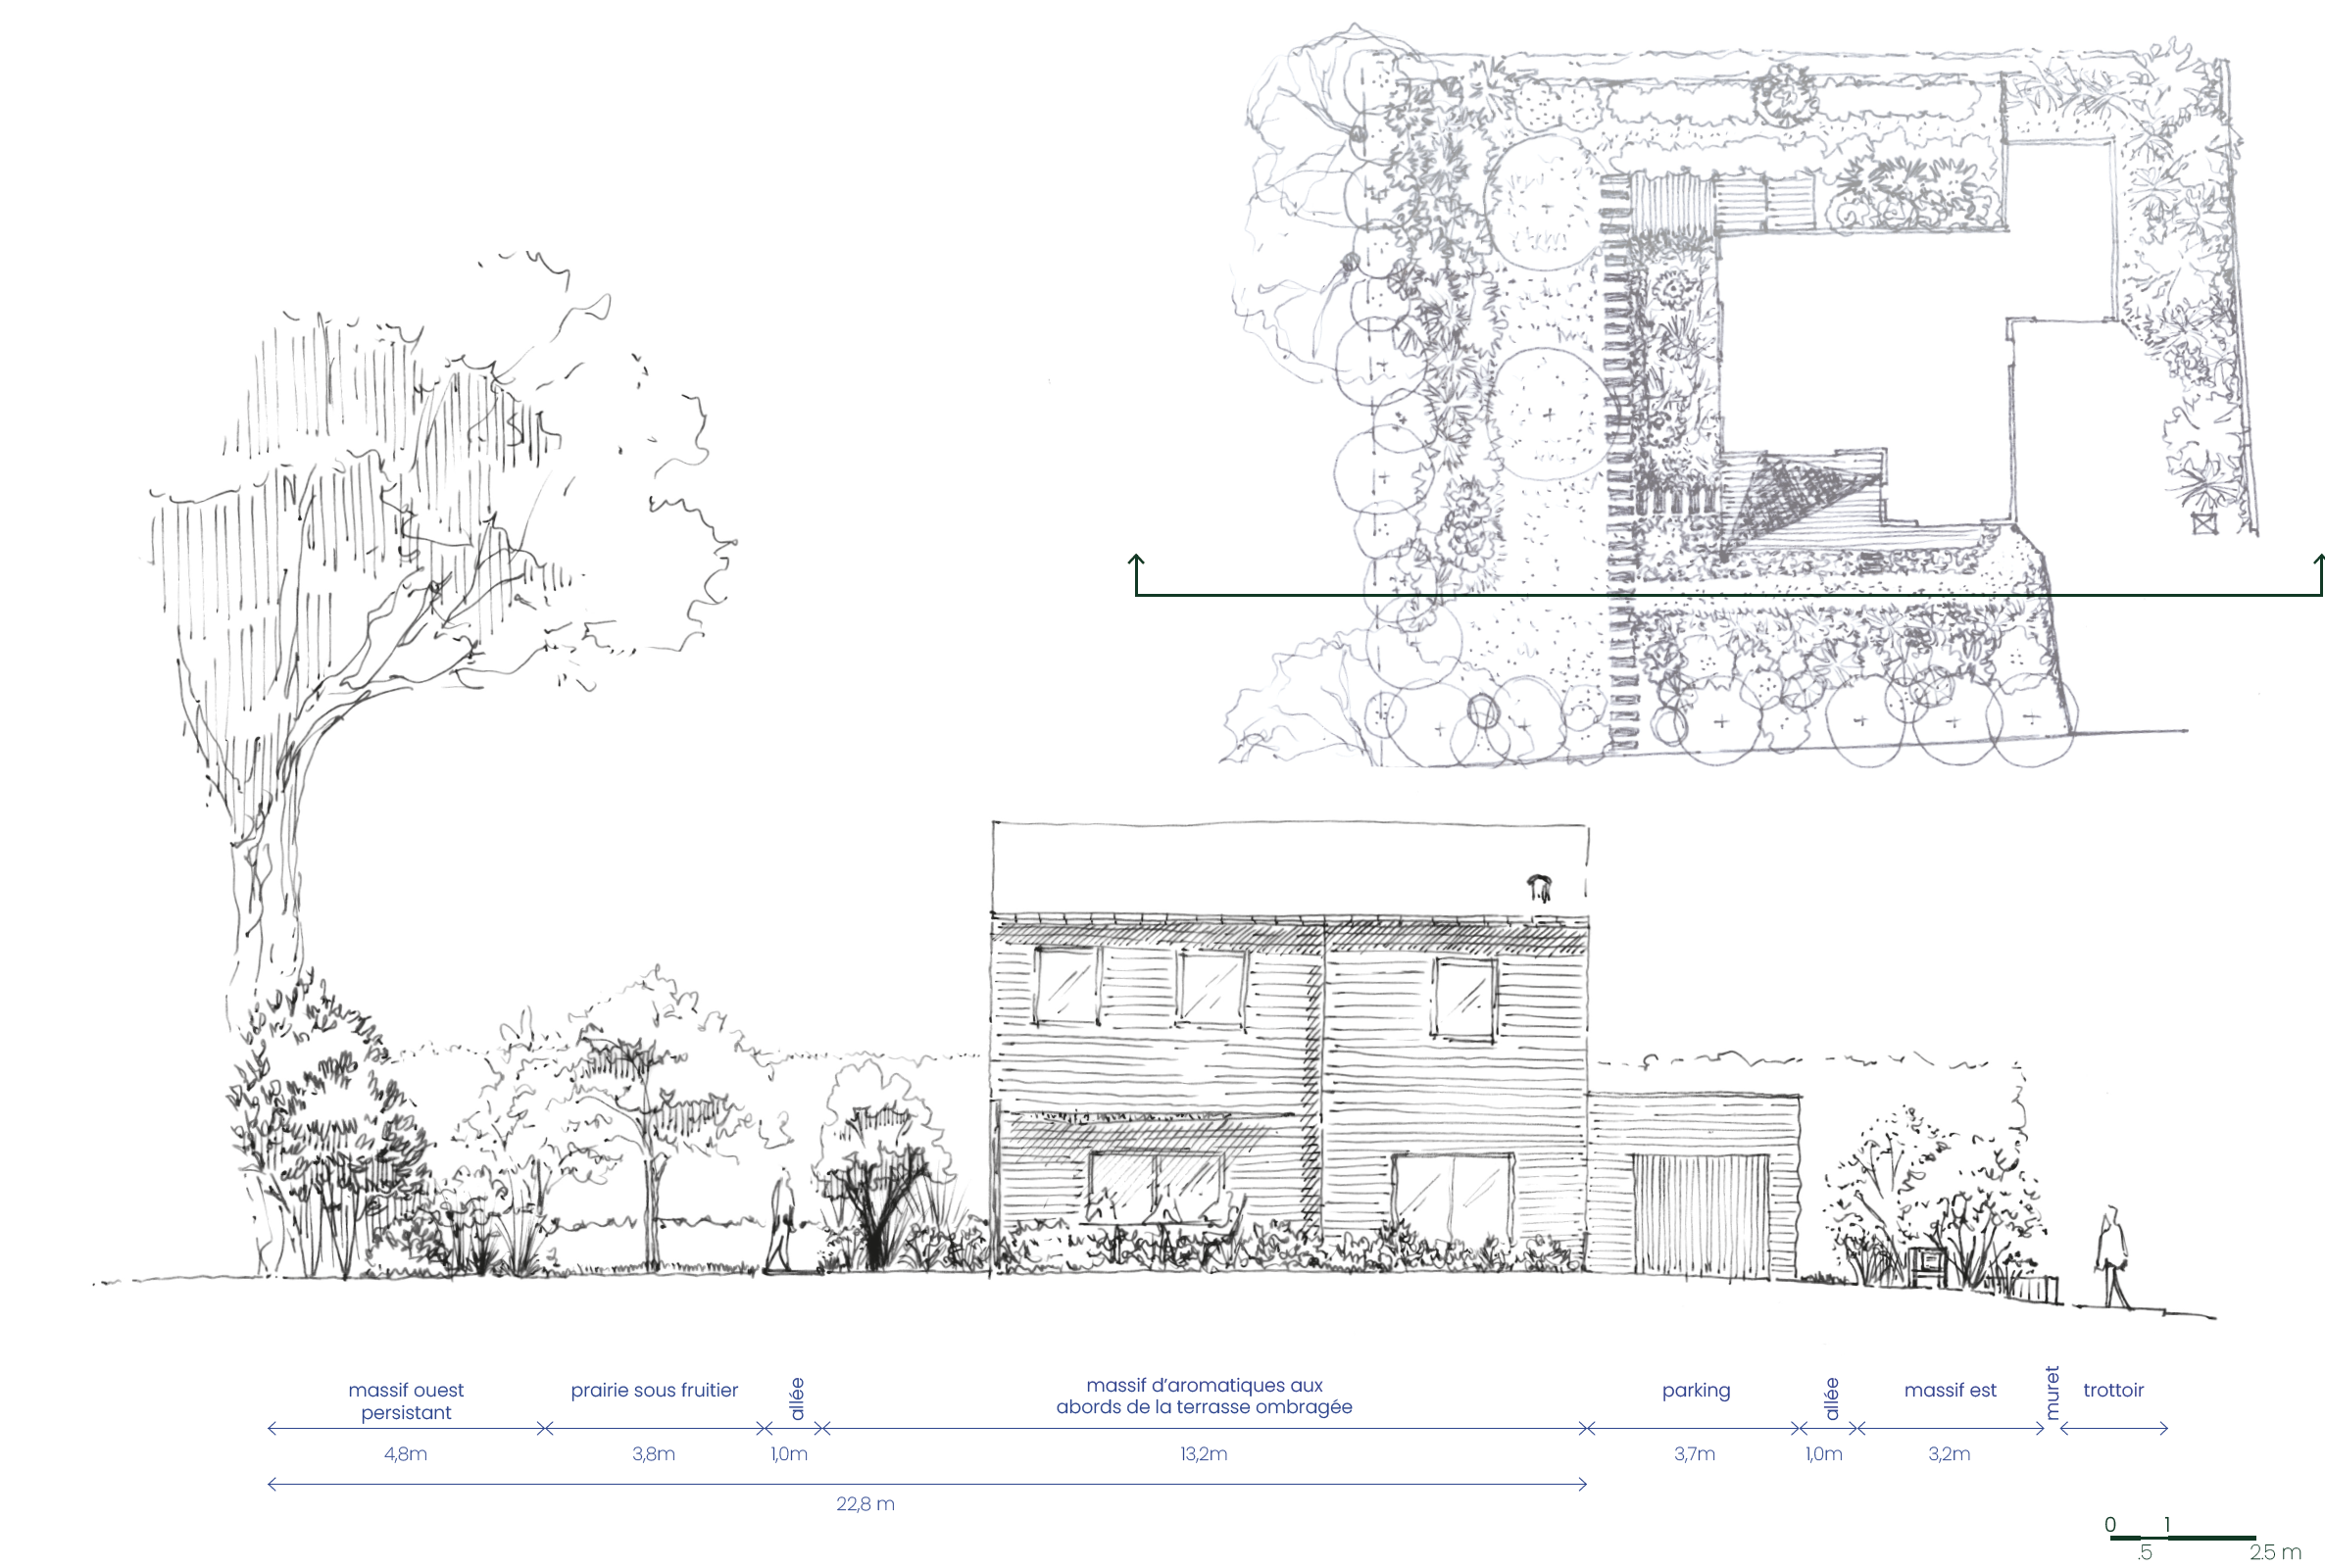 massif ouest
persistant
prairie sous fruitier
allée
massif d’aromatiques aux
abords de la terrasse ombragée
parking
allée
massif est
muret
trottoir
4,8m
3,8m
1,0m
13,2m
3,7m
1,0m
3,2m
22,8 m
0 1
.5 2.5 m